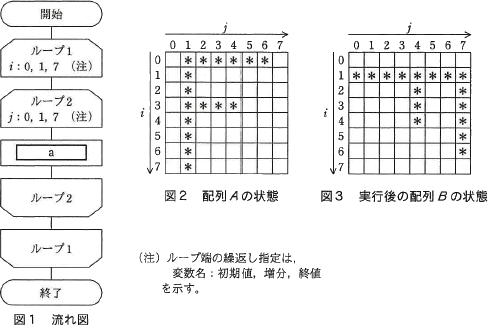 開始
ループ1
i：0，1，7 （注）
ループ2
j：0，1，7 （注）
a
ループ2
ループ1
終了
図1 流れ図
j
0 1 2 3 4 5 6 7
i
0 * * * * * *
1 *
2 *
3 * * * *
4 *
5 *
6 *
7 *
図2 配列Aの状態
j
0 1 2 3 4 5 6 7
i
0
1 * * * * * * * *
2 * *
3 * *
4 * *
5 *
6 *
7
図3 実行後の配列Bの状態
（注）ループ端の繰返し指定は，
変数名：初期値，増分，終値
を示す。